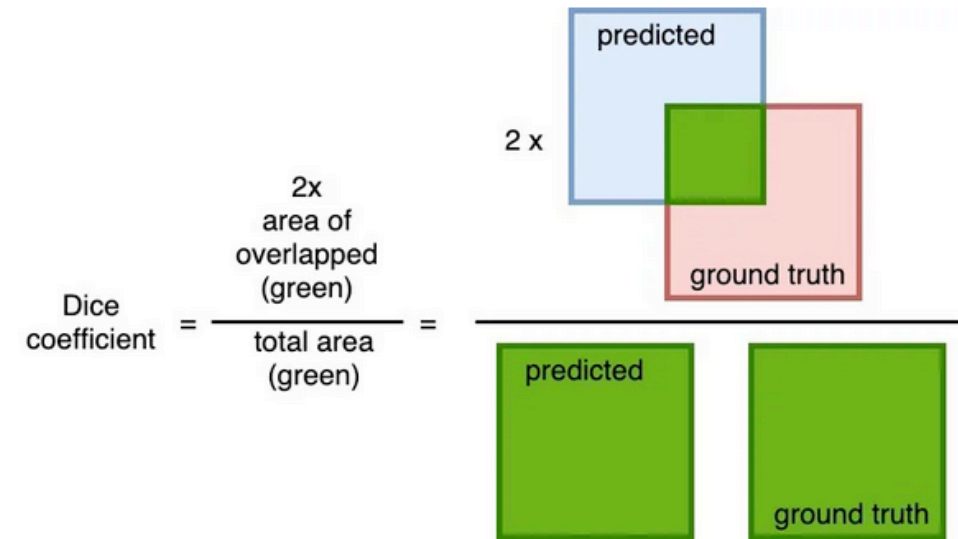 Dice
coefficient
=
2x
area of
overlapped
(green)
total area
(green)
=
2 x
predicted
ground truth
predicted
ground truth